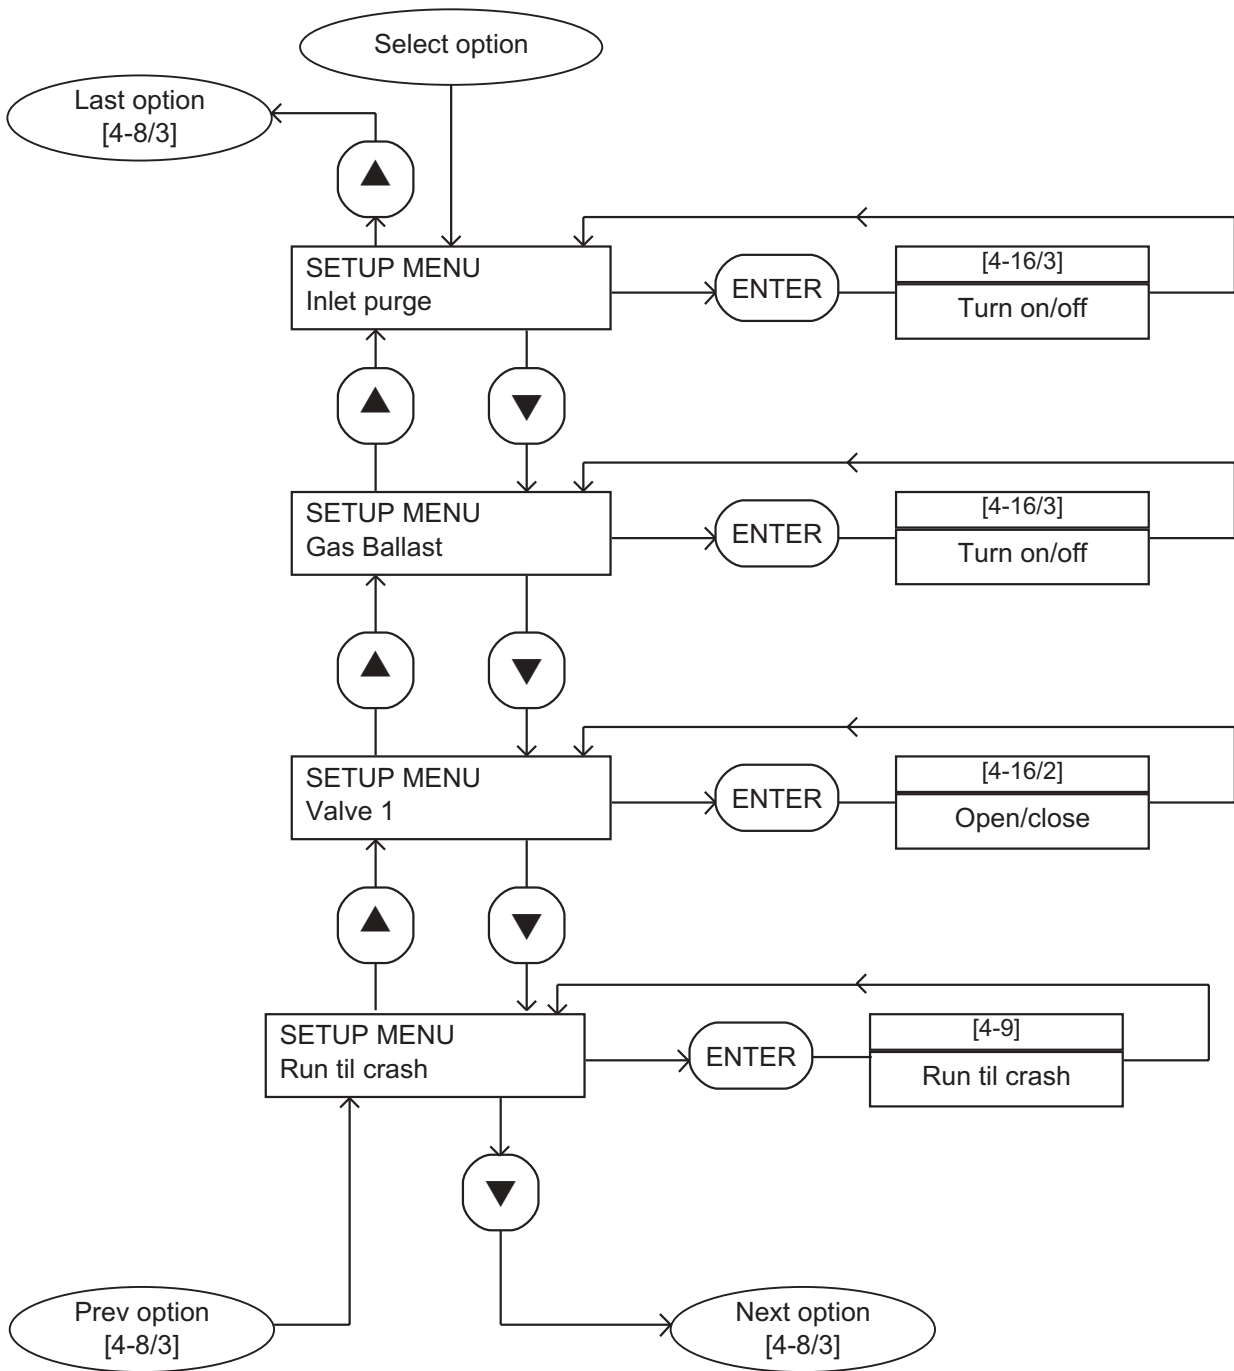 Select option
Last option
[4-8/3]
SETUP MENU
Inlet purge
ENTER
[4-16/3]
Turn on/off
SETUP MENU
Gas Ballast
ENTER
[4-16/3]
Turn on/off
SETUP MENU
Valve 1
ENTER
[4-16/2]
Open/close
SETUP MENU
Run til crash
ENTER
[4-9]
Run til crash
Prev option
[4-8/3]
Next option
[4-8/3]